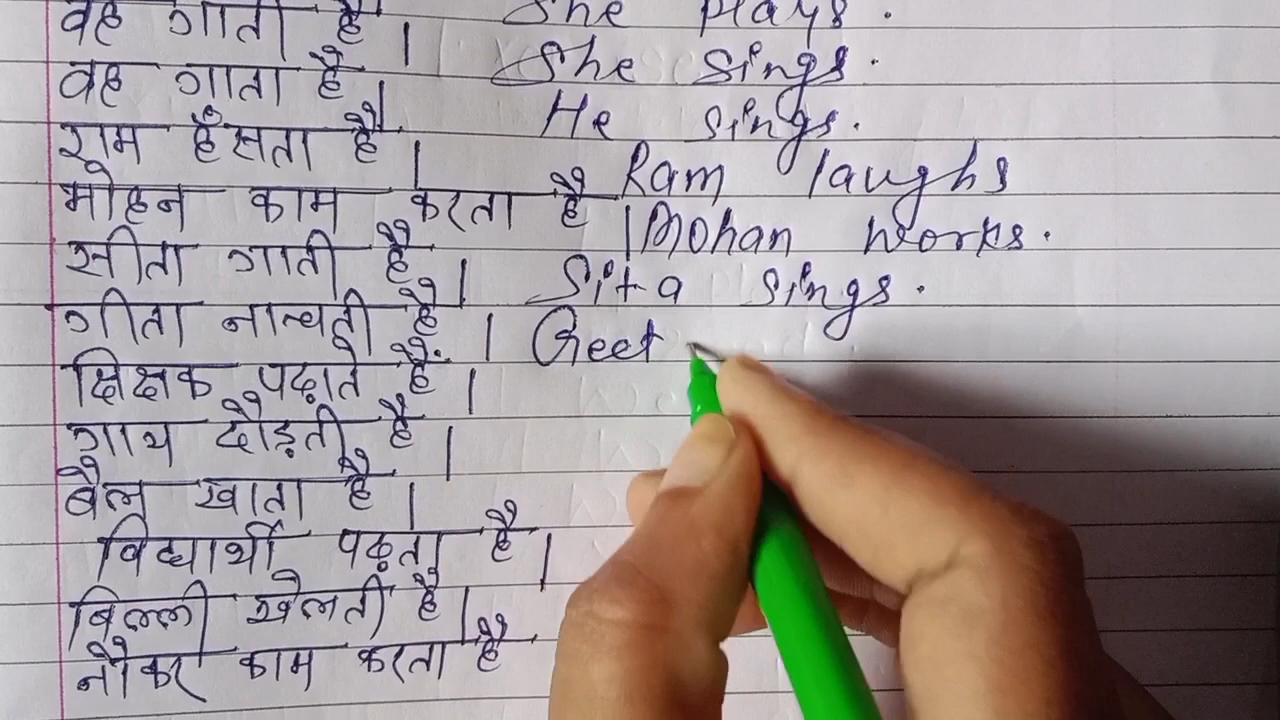 She plays.
वह गाती है। She sings.
वह गाता है। He sings.
राम हँसता है। Ram laughs
मोहन काम करता है। Mohan works.
सीता गाती है। Sita sings.
गीता नाचती है। Geet
शिक्षक पढ़ाते हैं।
गाय दौड़ती है।
बैल खाता है।
विद्यार्थी पढ़ता है।
बिल्ली खेलती है।
नौकर काम करता है